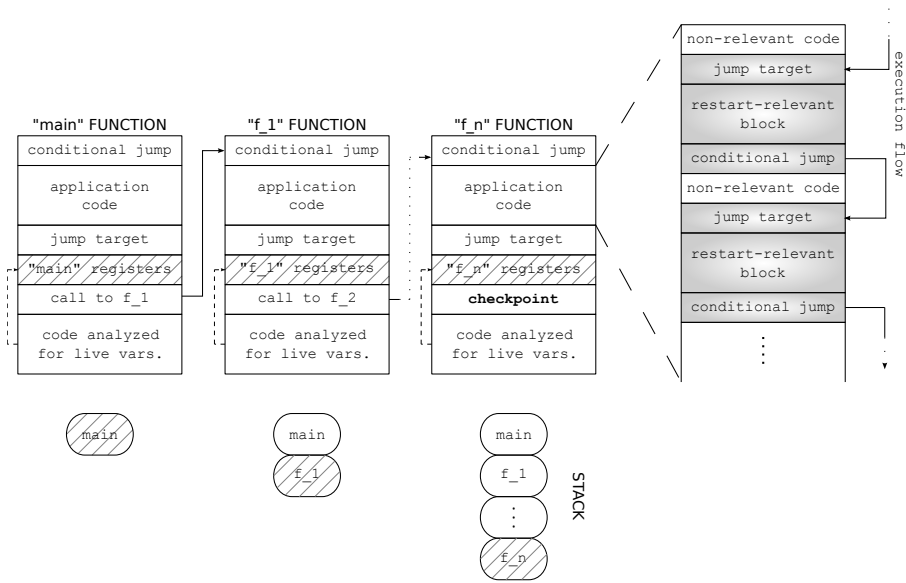 "main" FUNCTION
conditional jump
application
code
jump target
"main" registers
call to f_1
code analyzed
for live vars.
main
"f_1" FUNCTION
conditional jump
application
code
jump target
"f_1" registers
call to f_2
code analyzed
for live vars.
main
f_1
"f_n" FUNCTION
conditional jump
application
code
jump target
"f_n" registers
checkpoint
code analyzed
for live vars.
main
f_1
f_n
STACK
non-relevant code
jump target
restart-relevant
block
conditional jump
non-relevant code
jump target
restart-relevant
block
conditional jump
execution flow